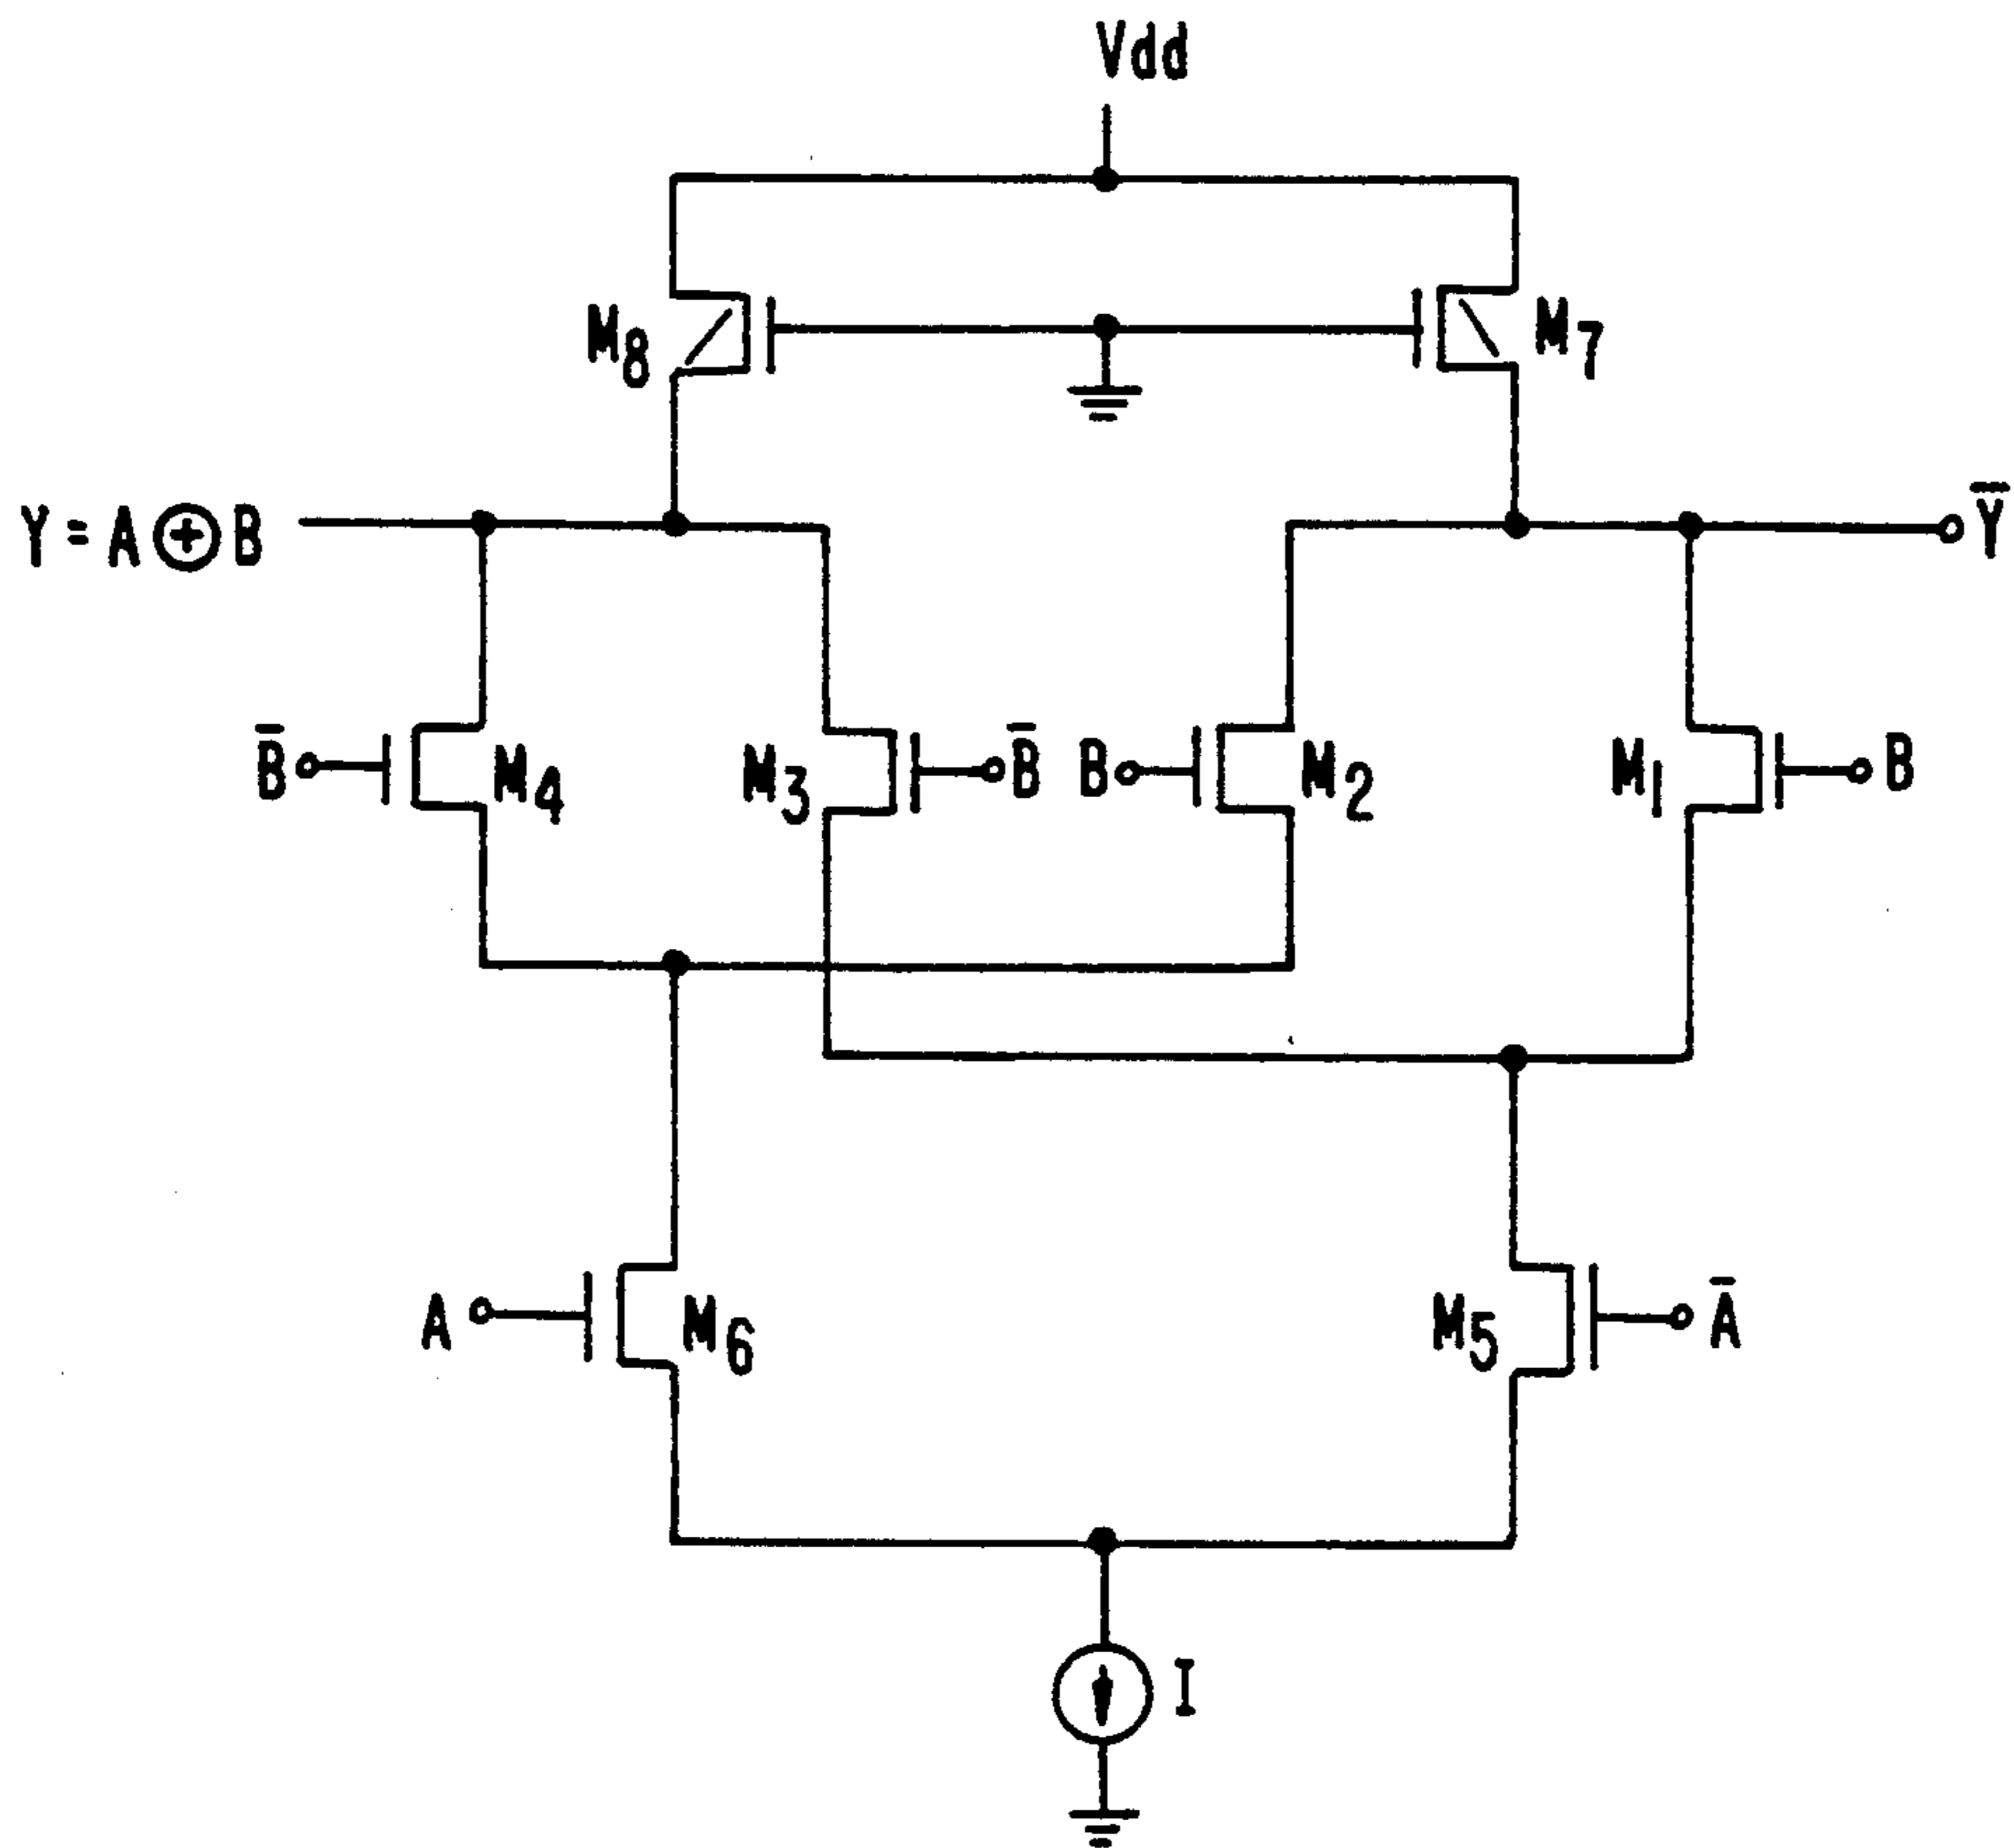 Vdd
M₈
M₇
Y = A ⊕ B
Y̅
B̅
M₄
M₃
B̅
B
M₂
M₁
B
A
M₆
M₅
A̅
I